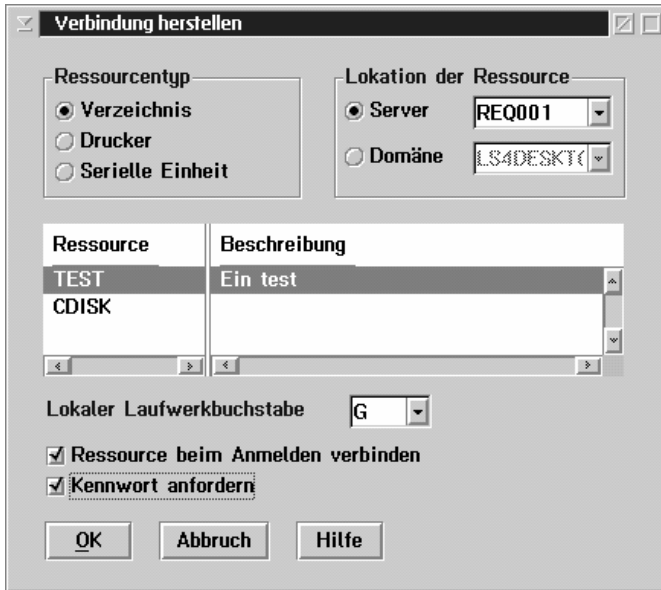 Verbindung herstellen
Ressourcentyp
Verzeichnis
Drucker
Serielle Einheit
Lokation der Ressource
Server REQ001
Domäne LS4DESKT(
Ressource Beschreibung
TEST Ein test
CDISK
Lokaler Laufwerkbuchstabe G
Ressource beim Anmelden verbinden
Kennwort anfordern
OK Abbruch Hilfe